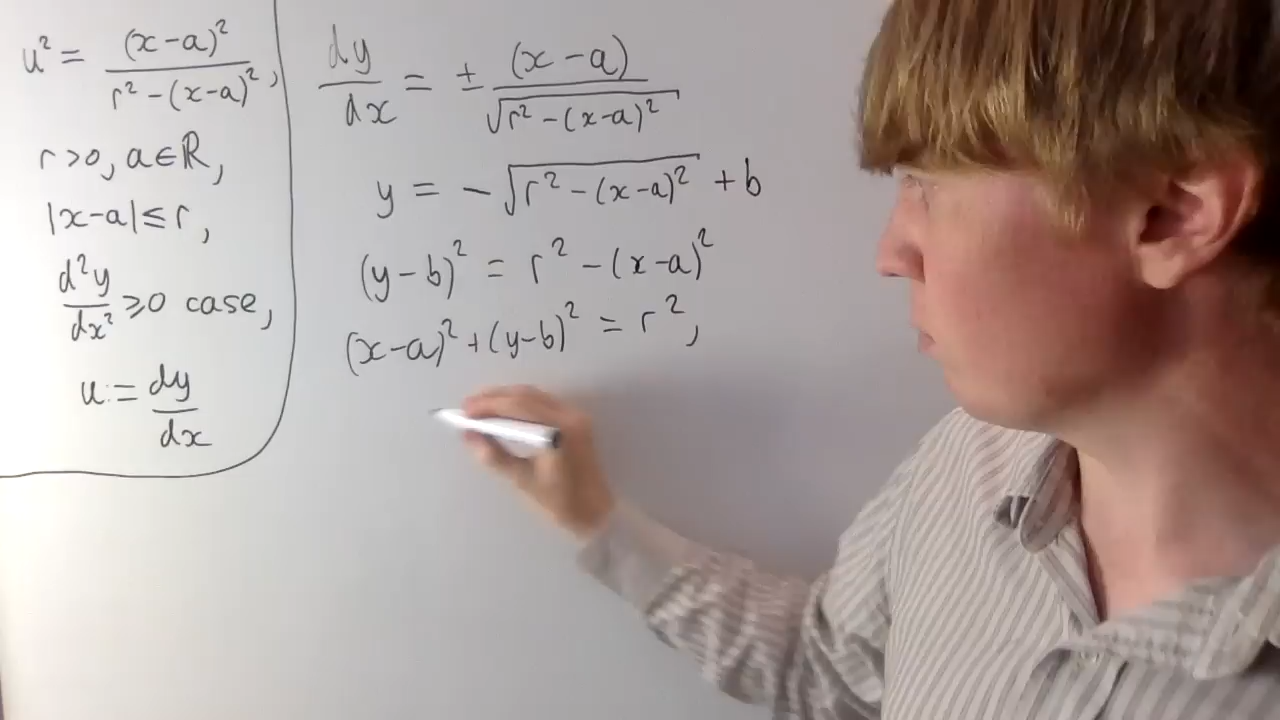 u² = (x-a)² / (r² - (x-a)²),
r>0, a∈ℝ,
|x-a| ≤ r,
d²y/dx² ≥ 0 case,
u := dy/dx
dy/dx = ± (x-a) / √(r² - (x-a)²)
y = -√(r² - (x-a)²) + b
(y-b)² = r² - (x-a)²
(x-a)² + (y-b)² = r²,